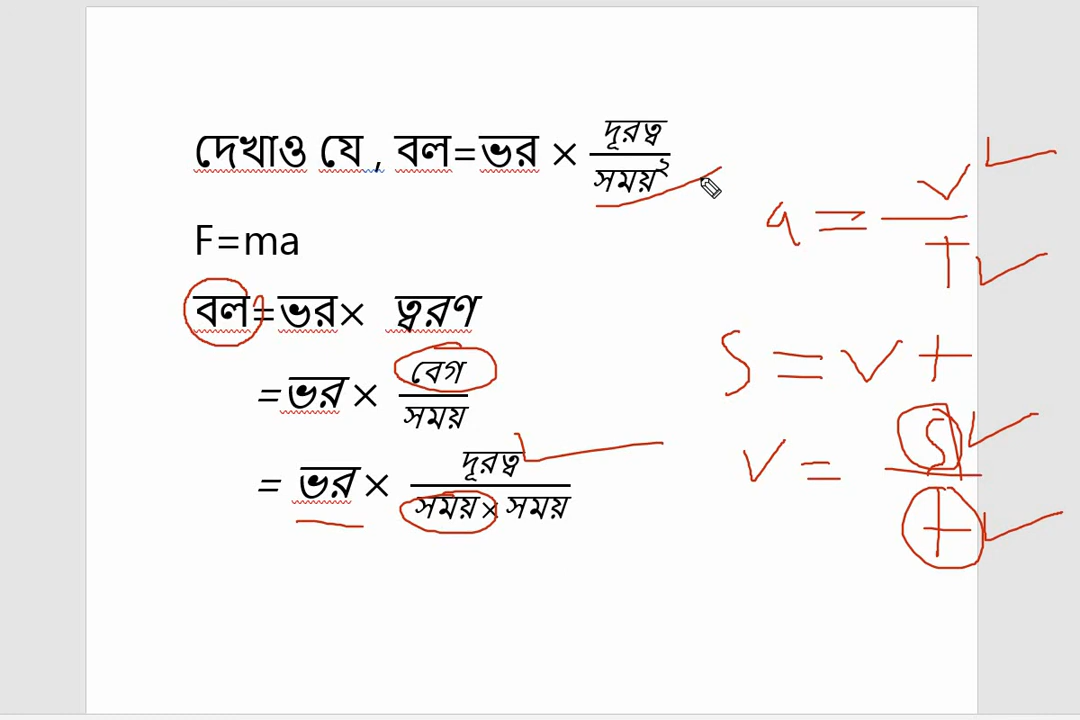 দেখাও যে , বল=ভর × দূরত্ব/সময়²
F=ma
বল=ভর× ত্বরণ
=ভর × বেগ/সময়
= ভর × দূরত্ব/সময়× সময়
a = v/T
S = vt
v = S/t